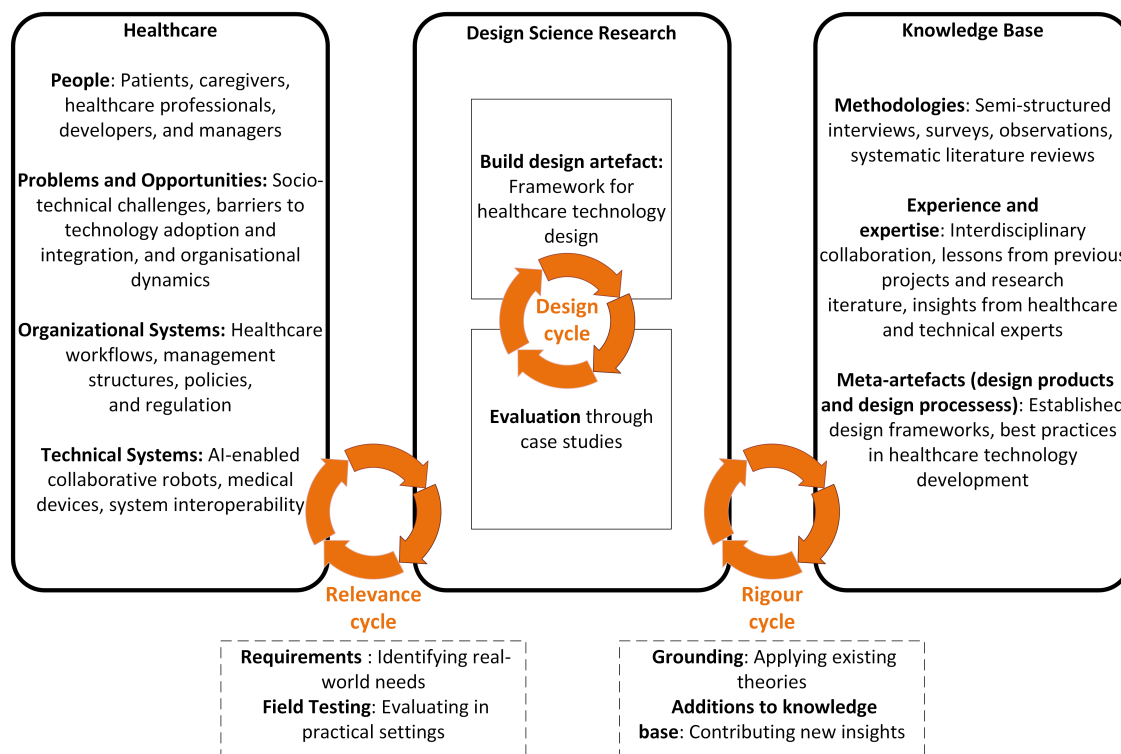 Healthcare
People: Patients, caregivers,
healthcare professionals,
developers, and managers
Problems and Opportunities: Socio-
technical challenges, barriers to
technology adoption and
integration, and organisational
dynamics
Organizational Systems: Healthcare
workflows, management
structures, policies,
and regulation
Technical Systems: AI-enabled
collaborative robots, medical
devices, system interoperability
Design Science Research
Build design artefact:
Framework for
healthcare technology
design
Design
cycle
Evaluation through
case studies
Knowledge Base
Methodologies: Semi-structured
interviews, surveys, observations,
systematic literature reviews
Experience and
expertise: Interdisciplinary
collaboration, lessons from previous
projects and research
iterature, insights from healthcare
and technical experts
Meta-artefacts (design products
and design processess): Established
design frameworks, best practices
in healthcare technology
development
Relevance
cycle
Requirements : Identifying real-
world needs
Field Testing: Evaluating in
practical settings
Rigour
cycle
Grounding: Applying existing
theories
Additions to knowledge
base: Contributing new insights